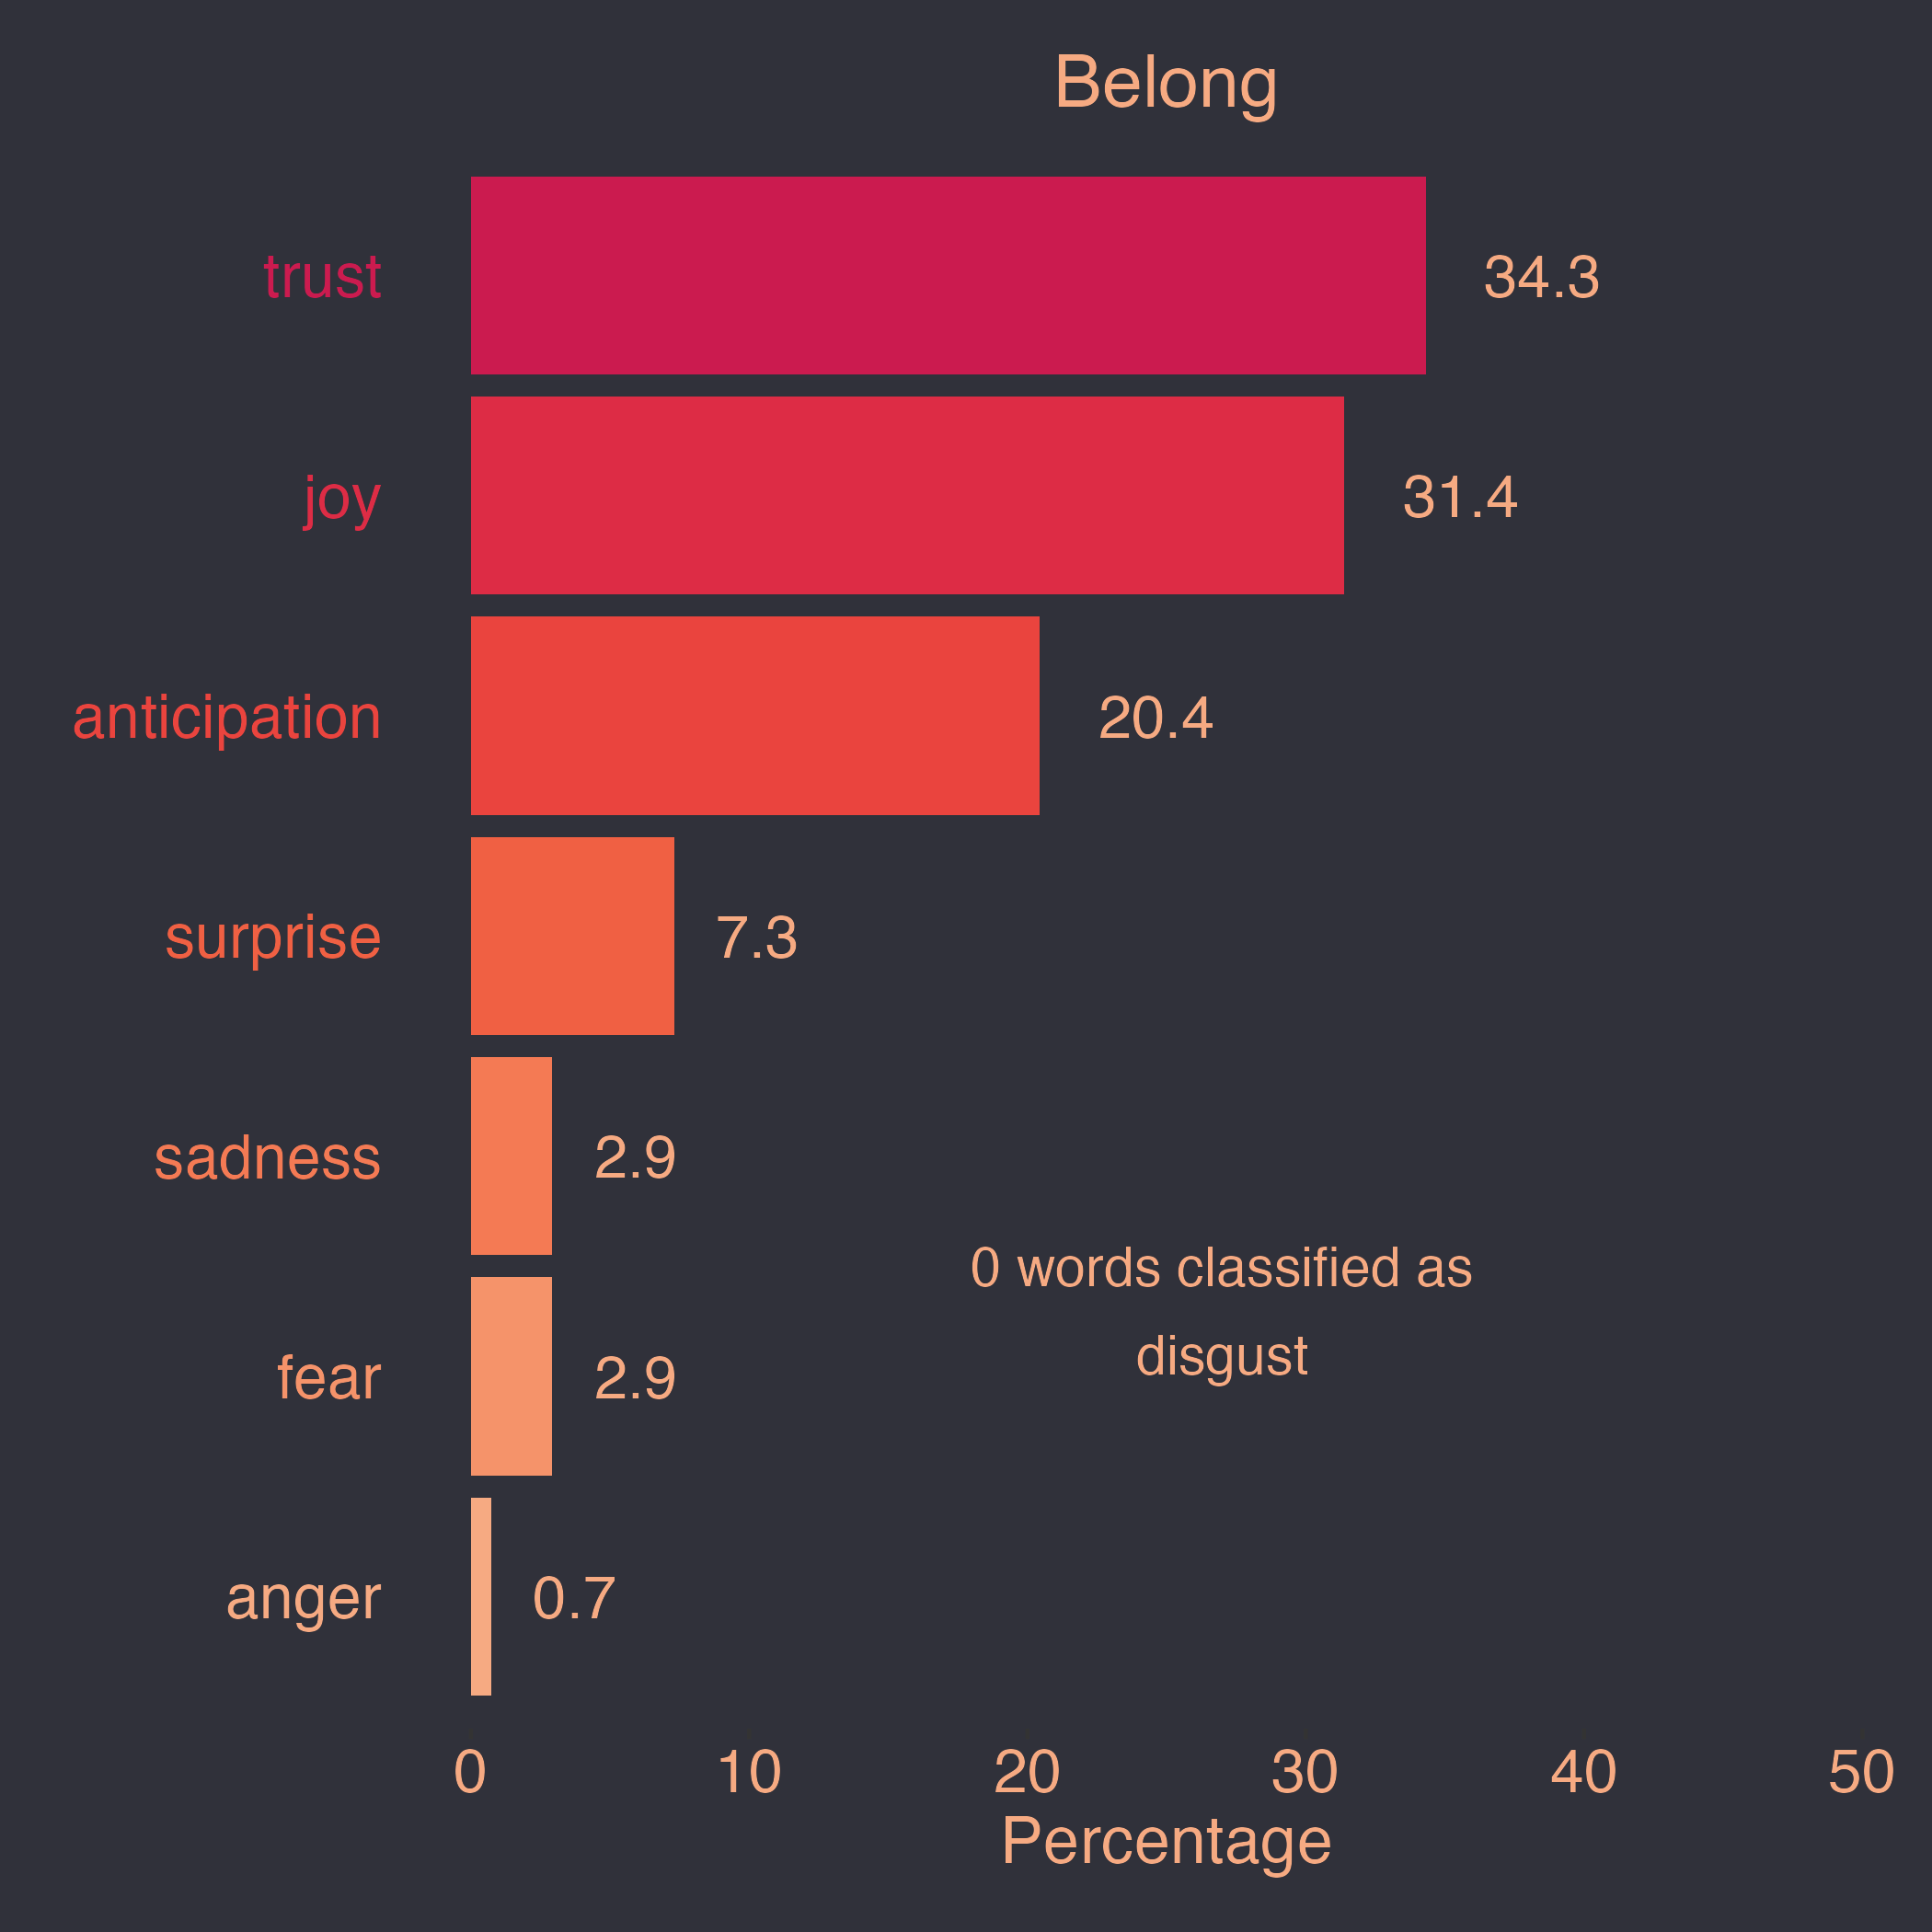 Belong
trust 34.3
joy 31.4
anticipation 20.4
surprise 7.3
sadness 2.9
0 words classified as
disgust
fear 2.9
anger 0.7
0 10 20 30 40 50
Percentage